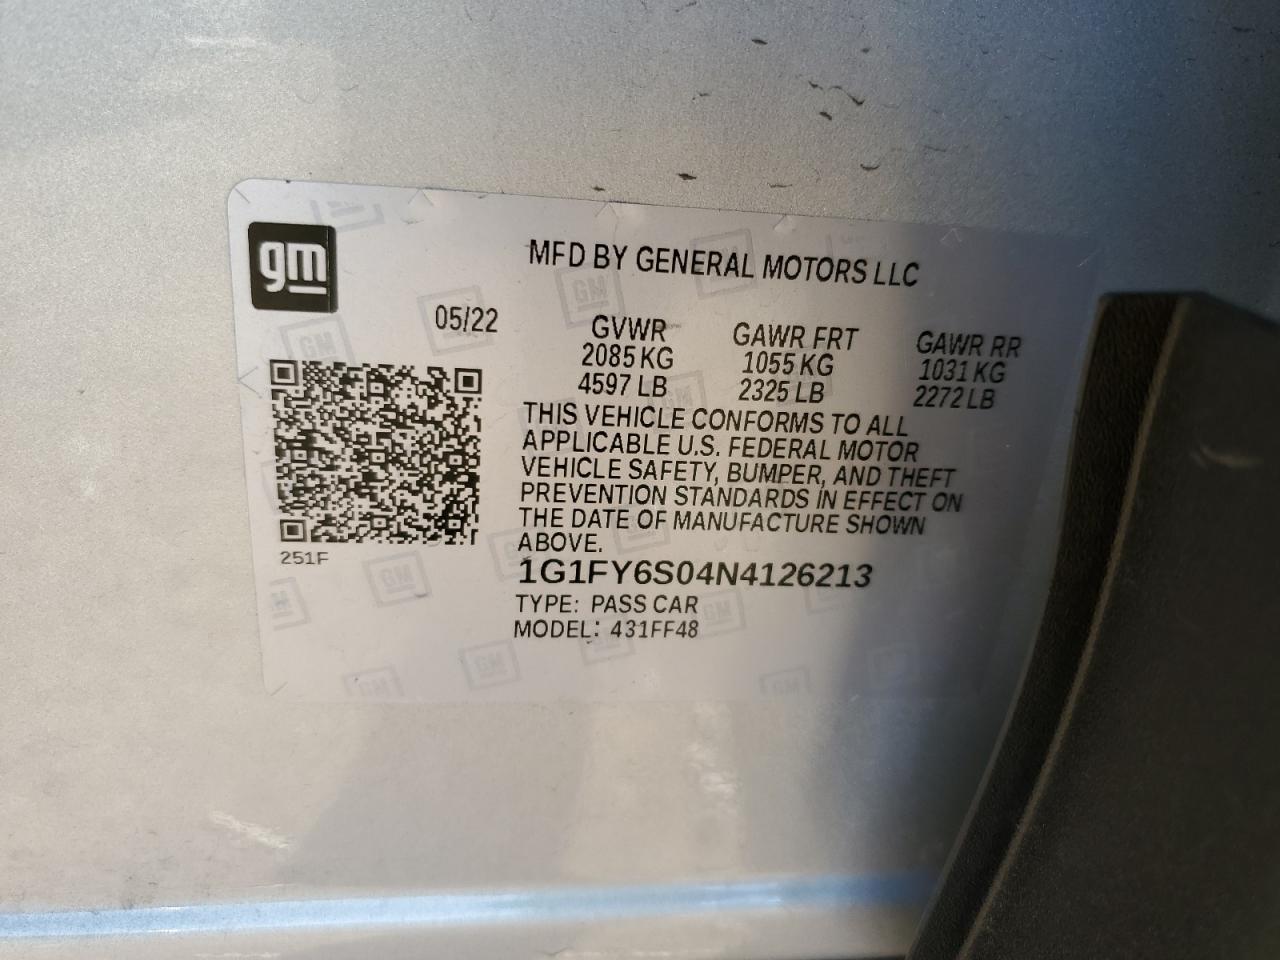 gm
MFD BY GENERAL MOTORS LLC
05/22
GVWR GAWR FRT GAWR RR
2085 KG 1055 KG 1031 KG
4597 LB 2325 LB 2272 LB
THIS VEHICLE CONFORMS TO ALL
APPLICABLE U.S. FEDERAL MOTOR
VEHICLE SAFETY, BUMPER, AND THEFT
PREVENTION STANDARDS IN EFFECT ON
THE DATE OF MANUFACTURE SHOWN
ABOVE.
251F
1G1FY6S04N4126213
TYPE: PASS CAR
MODEL: 431FF48